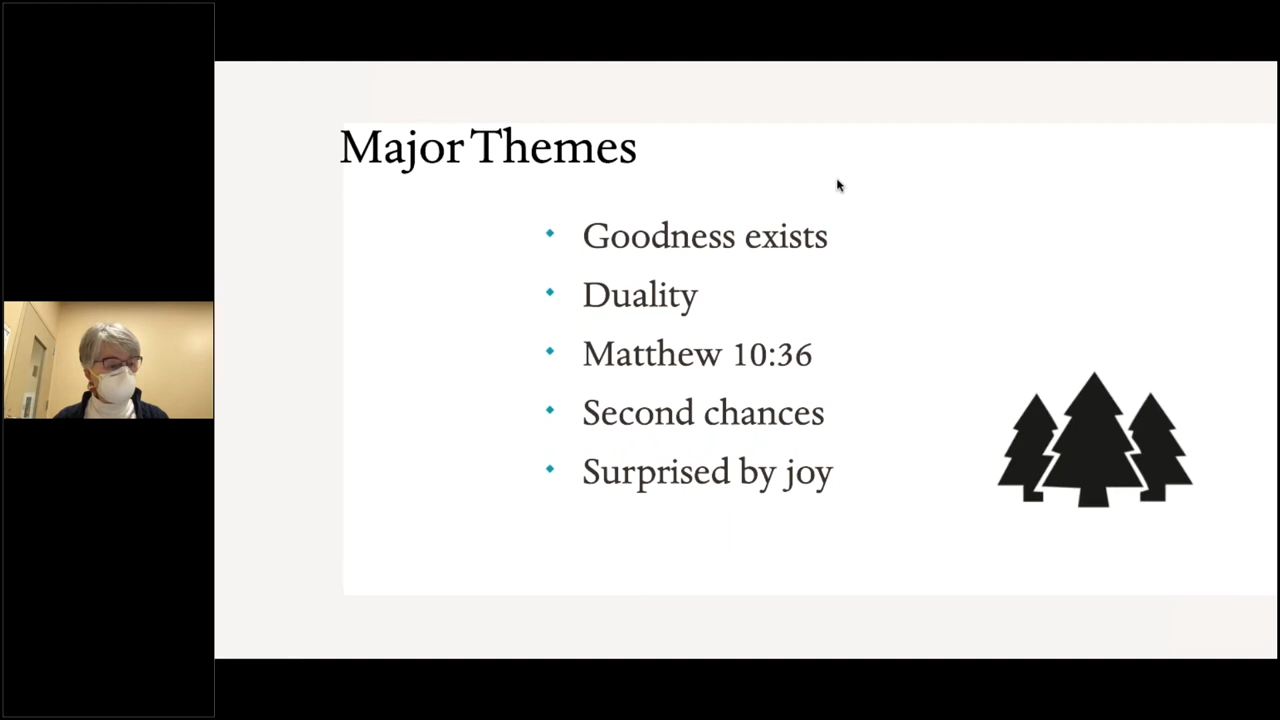 Major Themes
Goodness exists
Duality
Matthew 10:36
Second chances
Surprised by joy